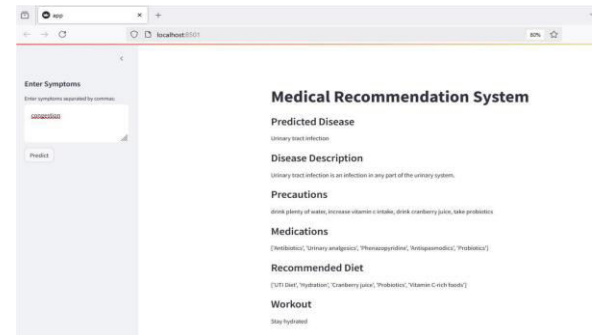 app
localhost:8501
80%
Enter Symptoms
Enter symptoms separated by commas.
congestion
Predict
Medical Recommendation System
Predicted Disease
Urinary tract infection
Disease Description
Urinary tract infection is an infection in any part of the urinary system.
Precautions
drink plenty of water, increase vitamin c intake, drink cranberry juice, take probiotics
Medications
['Antibiotics', 'Urinary analgesics', 'Phenazopyridine', 'Antispasmodics', 'Probiotics']
Recommended Diet
['UTI Diet', 'Hydration', 'Cranberry juice', 'Probiotics', 'Vitamin C-rich foods']
Workout
Stay hydrated